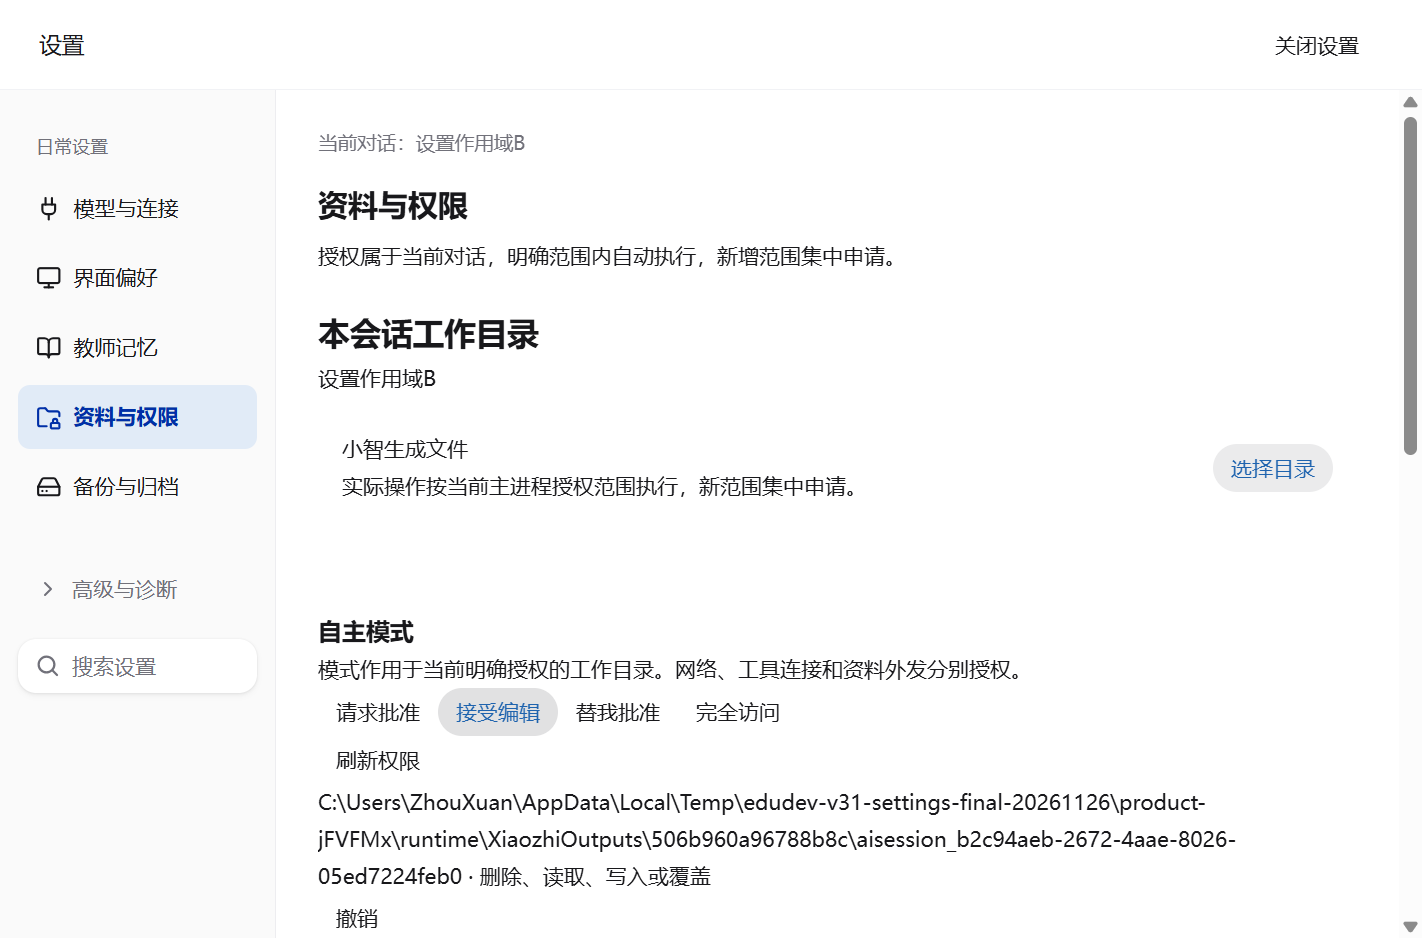 设置
关闭设置
日常设置
模型与连接
界面偏好
教师记忆
资料与权限
备份与归档
高级与诊断
搜索设置
当前对话：设置作用域B
资料与权限
授权属于当前对话，明确范围内自动执行，新增范围集中申请。
本会话工作目录
设置作用域B
小智生成文件
实际操作按当前主进程授权范围执行，新范围集中申请。
选择目录
自主模式
模式作用于当前明确授权的工作目录。网络、工具连接和资料外发分别授权。
请求批准 接受编辑 替我批准 完全访问
刷新权限
C:\Users\ZhouXuan\AppData\Local\Temp\edudev-v31-settings-final-20261126\product-
jFVFMx\runtime\XiaozhiOutputs\506b960a96788b8c\aisession_b2c94aeb-2672-4aae-8026-
05ed7224feb0 · 删除、读取、写入或覆盖
撤销